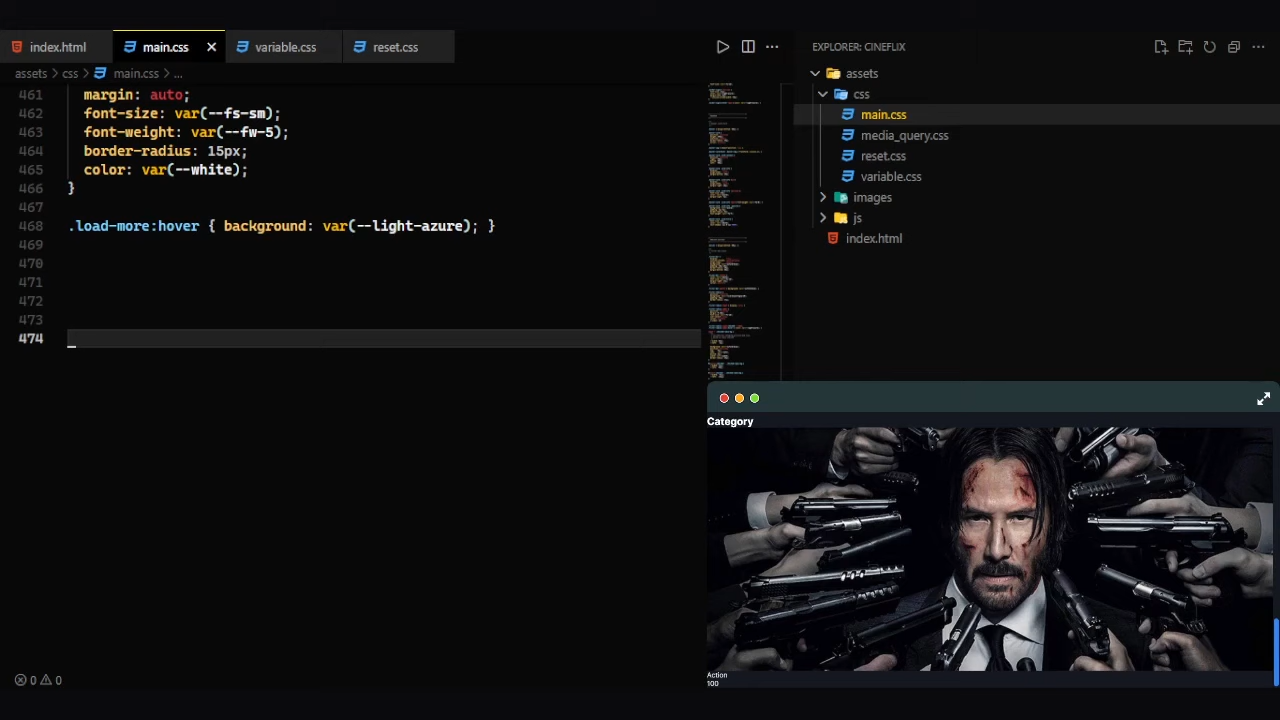 index.html
main.css
variable.css
reset.css
EXPLORER: CINEFLIX
assets > css > main.css > ...
461 margin: auto;
462 font-size: var(--fs-sm);
463 font-weight: var(--fw-5);
464 border-radius: 15px;
465 color: var(--white);
466 }
467
468 .load-more:hover { background: var(--light-azure); }
469
470
471
472
473
474
assets
css
main.css
media_query.css
reset.css
variable.css
images
js
index.html
Category
Action
100
0 0